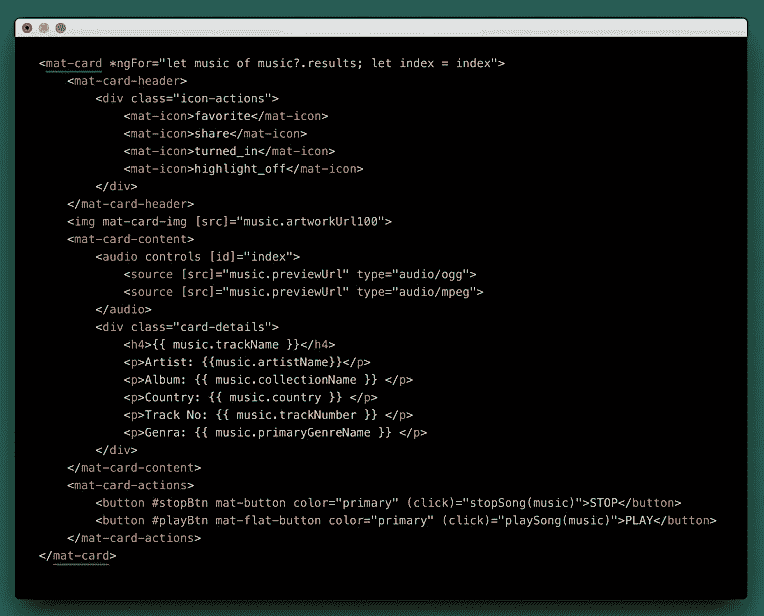 <mat-card *ngFor="let music of music?.results; let index = index">
    <mat-card-header>
        <div class="icon-actions">
            <mat-icon>favorite</mat-icon>
            <mat-icon>share</mat-icon>
            <mat-icon>turned_in</mat-icon>
            <mat-icon>highlight_off</mat-icon>
        </div>
    </mat-card-header>
    <img mat-card-img [src]="music.artworkUrl100">
    <mat-card-content>
        <audio controls [id]="index">
            <source [src]="music.previewUrl" type="audio/ogg">
            <source [src]="music.previewUrl" type="audio/mpeg">
        </audio>
        <div class="card-details">
            <h4>{{ music.trackName }}</h4>
            <p>Artist: {{music.artistName}}</p>
            <p>Album: {{ music.collectionName }} </p>
            <p>Country: {{ music.country }} </p>
            <p>Track No: {{ music.trackNumber }} </p>
            <p>Genra: {{ music.primaryGenreName }} </p>
        </div>
    </mat-card-content>
    <mat-card-actions>
        <button #stopBtn mat-button color="primary" (click)="stopSong(music)">STOP</button>
        <button #playBtn mat-flat-button color="primary" (click)="playSong(music)">PLAY</button>
    </mat-card-actions>
</mat-card>